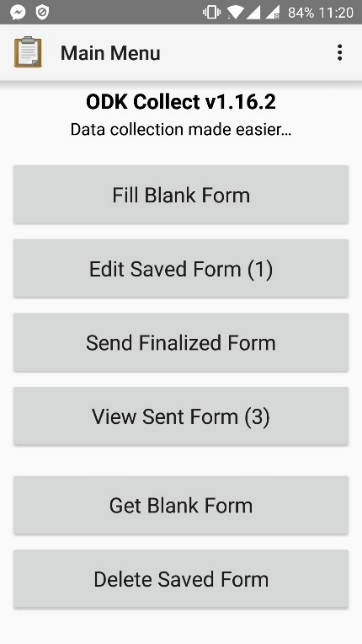 84% 11:20
Main Menu
ODK Collect v1.16.2
Data collection made easier...
Fill Blank Form
Edit Saved Form (1)
Send Finalized Form
View Sent Form (3)
Get Blank Form
Delete Saved Form